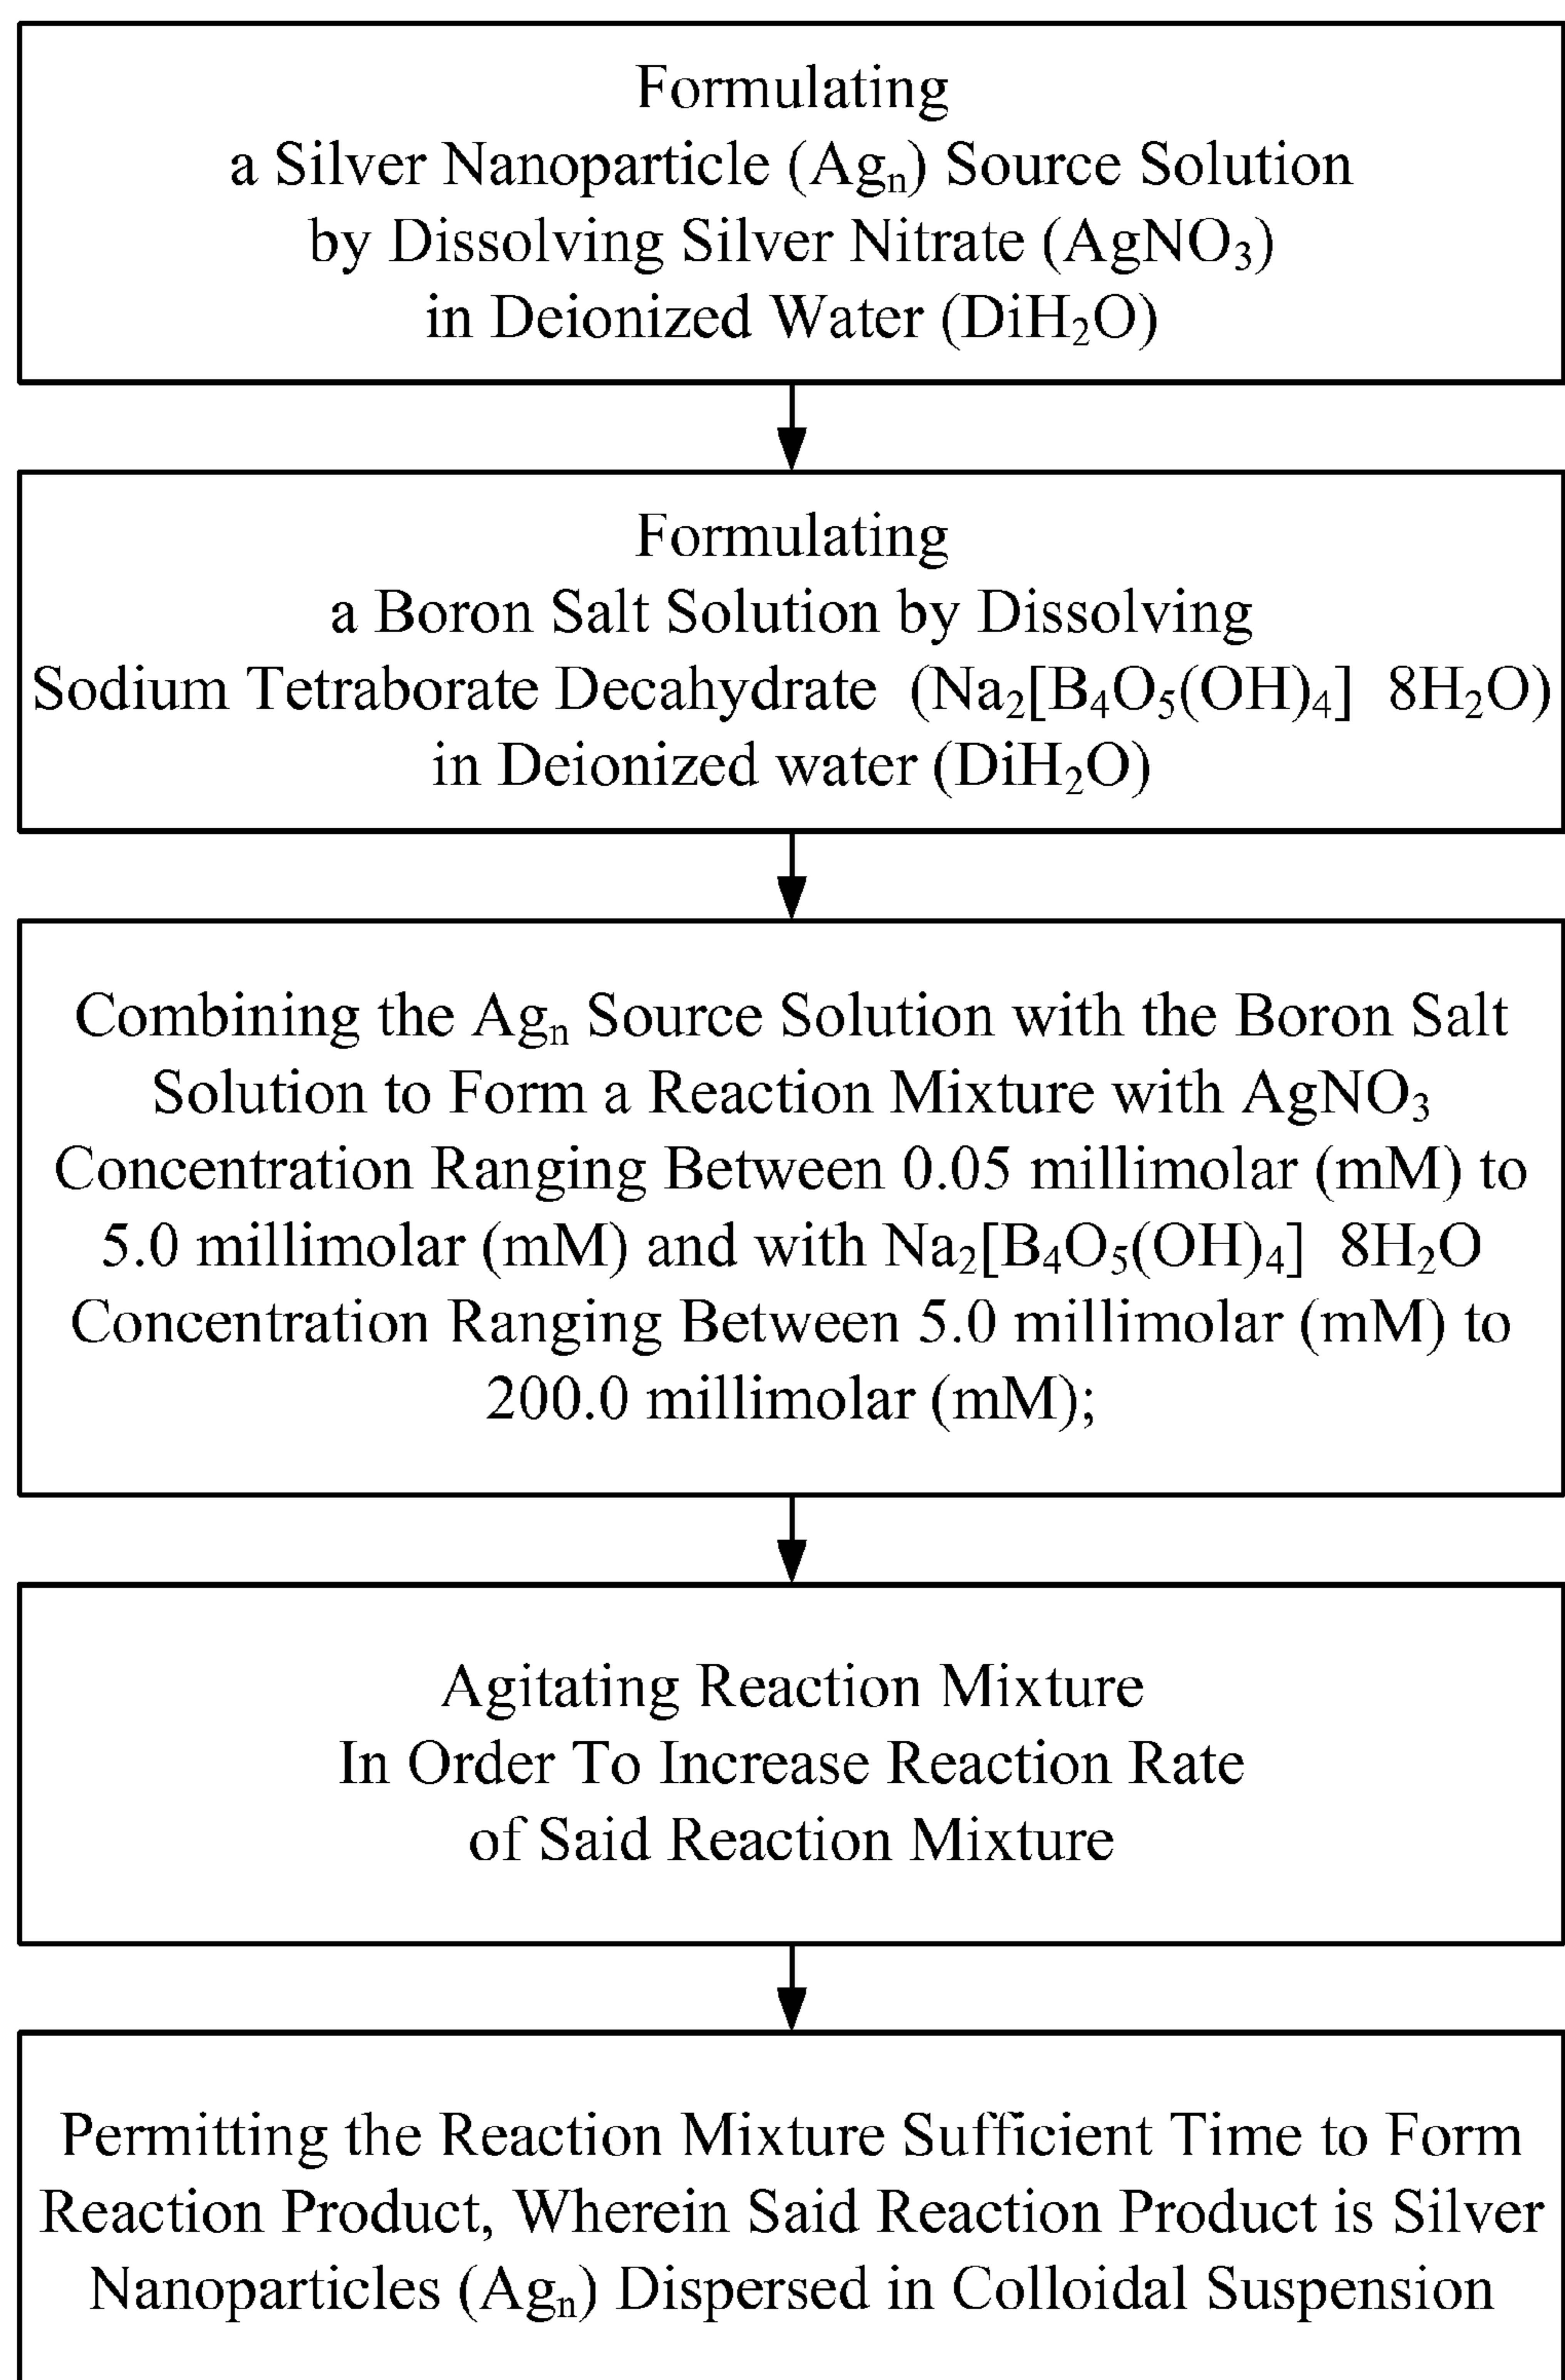 Formulating
a Silver Nanoparticle (Agₙ) Source Solution
by Dissolving Silver Nitrate (AgNO₃)
in Deionized Water (DiH₂O)
Formulating
a Boron Salt Solution by Dissolving
Sodium Tetraborate Decahydrate (Na₂[B₄O₅(OH)₄] 8H₂O)
in Deionized water (DiH₂O)
Combining the Agₙ Source Solution with the Boron Salt
Solution to Form a Reaction Mixture with AgNO₃
Concentration Ranging Between 0.05 millimolar (mM) to
5.0 millimolar (mM) and with Na₂[B₄O₅(OH)₄] 8H₂O
Concentration Ranging Between 5.0 millimolar (mM) to
200.0 millimolar (mM);
Agitating Reaction Mixture
In Order To Increase Reaction Rate
of Said Reaction Mixture
Permitting the Reaction Mixture Sufficient Time to Form
Reaction Product, Wherein Said Reaction Product is Silver
Nanoparticles (Agₙ) Dispersed in Colloidal Suspension